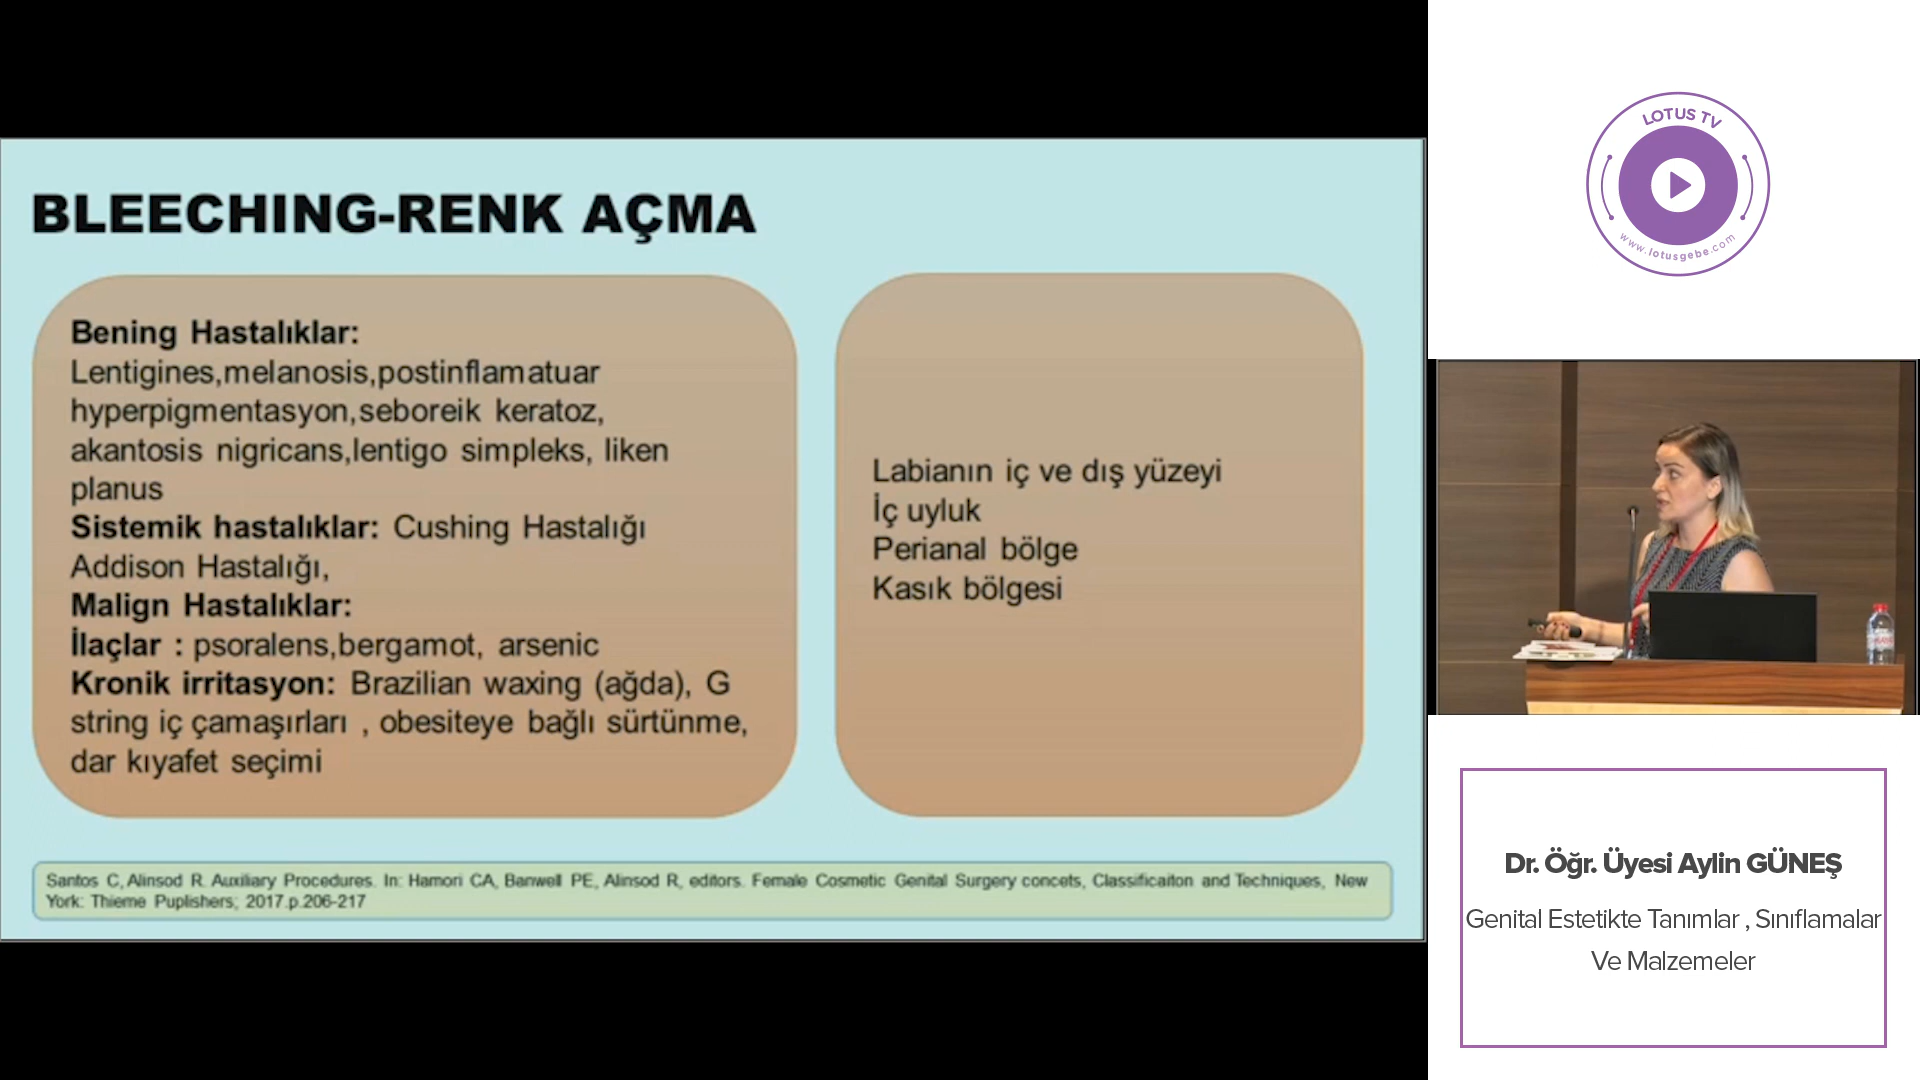 BLEECHING-RENK AÇMA
Bening Hastalıklar:
Lentigines,melanosis,postinflamatuar
hyperpigmentasyon,seboreik keratoz,
akantosis nigricans,lentigo simpleks, liken
planus
Sistemik hastalıklar: Cushing Hastalığı
Addison Hastalığı,
Malign Hastalıklar:
İlaçlar : psoralens,bergamot, arsenic
Kronik irritasyon: Brazilian waxing (ağda), G
string iç çamaşırları , obesiteye bağlı sürtünme,
dar kıyafet seçimi
Labianın iç ve dış yüzeyi
İç uyluk
Perianal bölge
Kasık bölgesi
Santos C, Alinsod R. Auxiliary Procedures. In: Hamori CA, Banwell PE, Alinsod R, editors. Female Cosmetic Genital Surgery concets, Classificaiton and Techniques, New
York: Thieme Puplishers; 2017.p.206-217
LOTUS TV
www.lotusgebe.com
Dr. Öğr. Üyesi Aylin GÜNEŞ
Genital Estetikte Tanımlar , Sınıflamalar
Ve Malzemeler